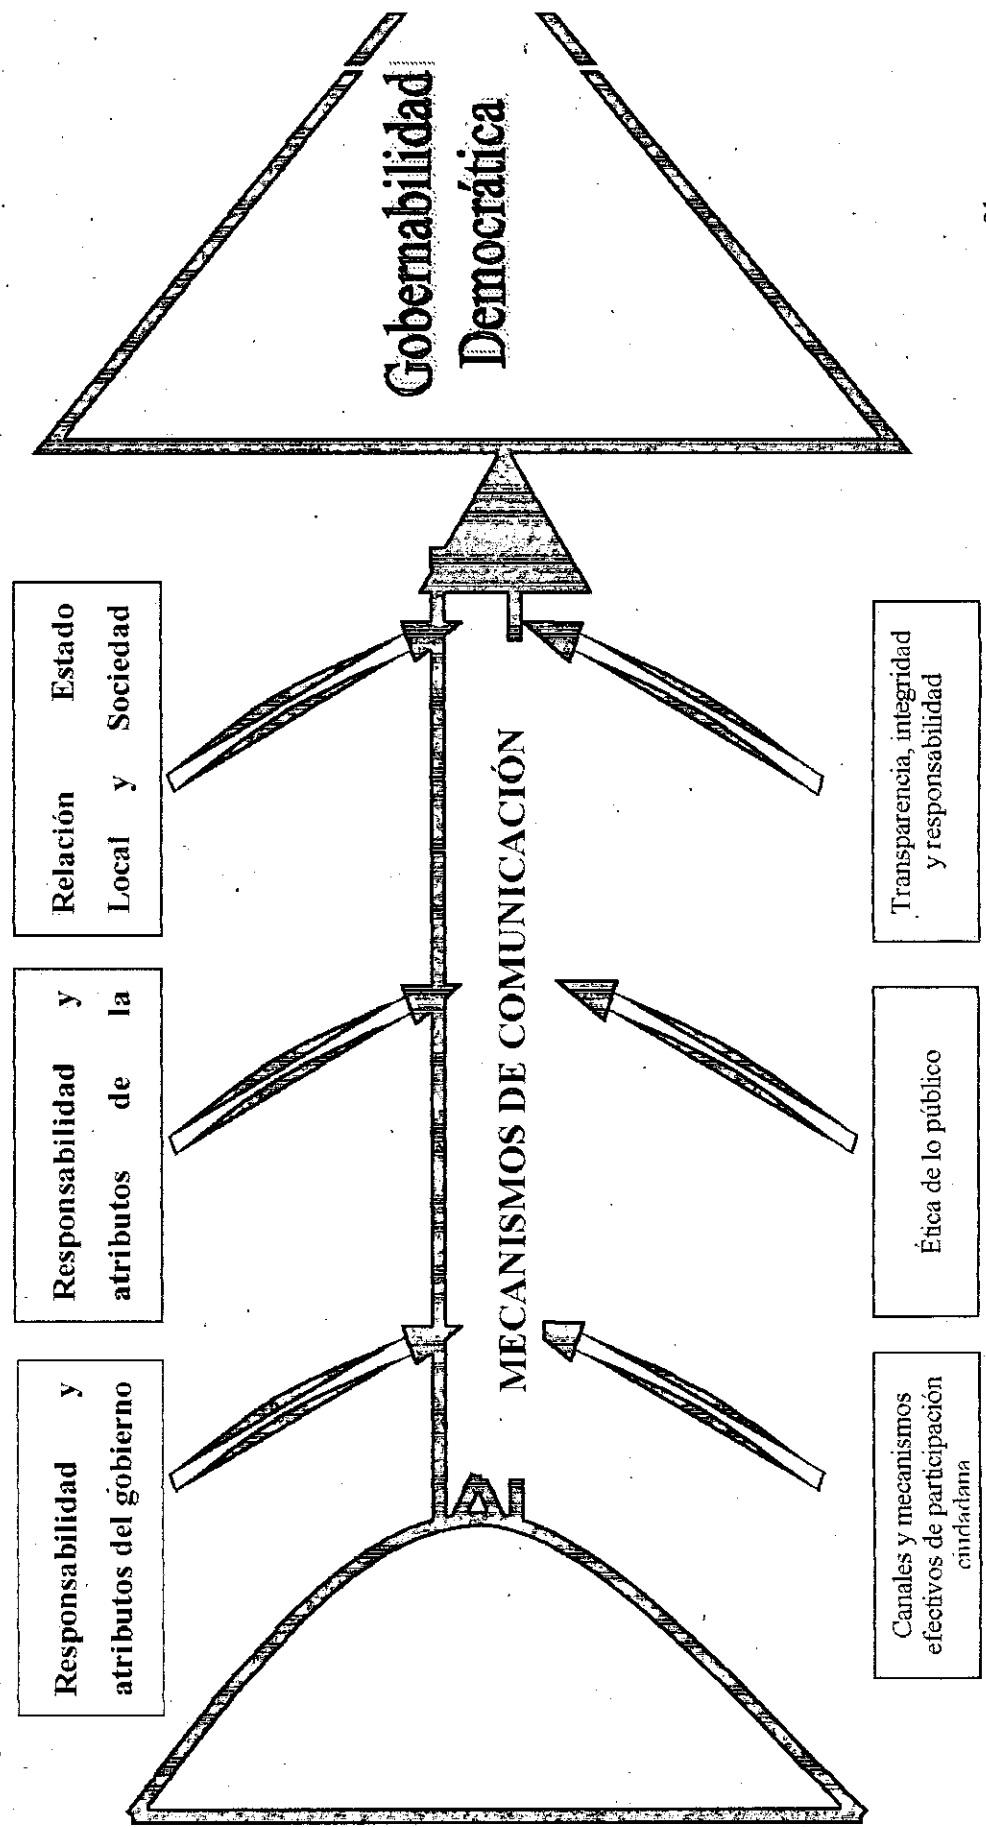 Responsabilidad y
atributos del gobierno
Responsabilidad y
atributos de la
Relación Estado
Local y Sociedad
MECANISMOS DE COMUNICACIÓN
Gobernabilidad
Democrática
Canales y mecanismos
efectivos de participación
ciudadana
Ética de lo público
Transparencia, integridad
y responsabilidad